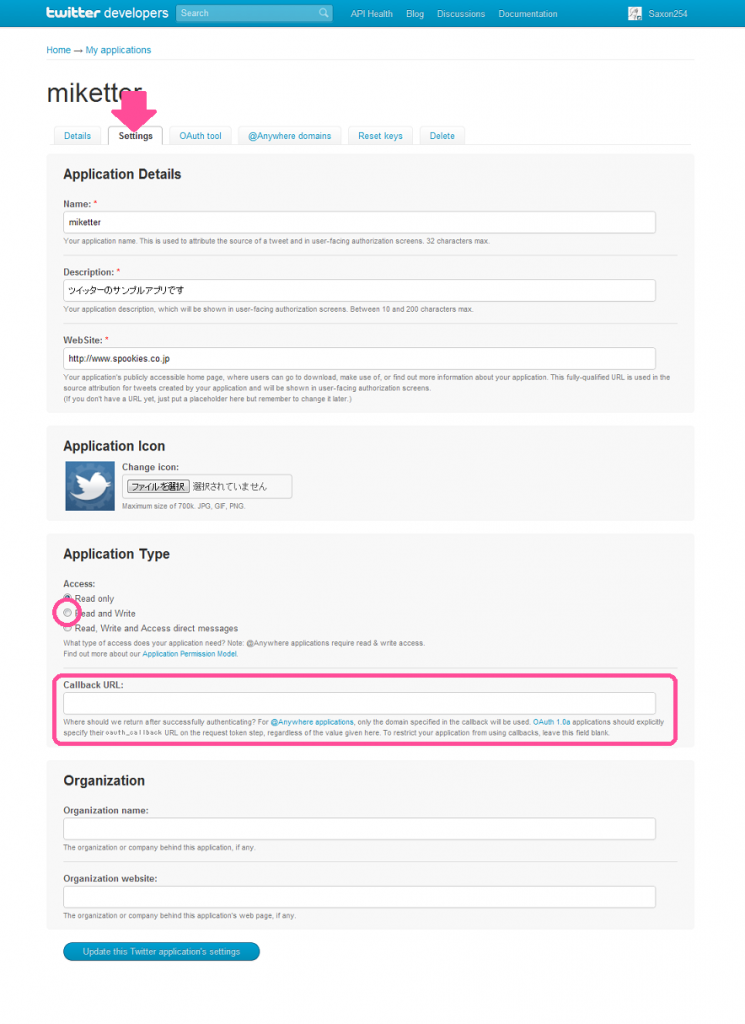 twitter developers Search API Health Blog Discussions Documentation Saxon254
Home → My applications
miketter
Details Settings OAuth tool @Anywhere domains Reset keys Delete
Application Details
Name: *
miketter
Your application name. This is used to attribute the source of a tweet and in user-facing authorization screens. 32 characters max.
Description: *
ツイッターのサンプルアプリです
Your application description, which will be shown in user-facing authorization screens. Between 10 and 200 characters max.
WebSite: *
http://www.spookies.co.jp
Your application's publicly accessible home page, where users can go to download, make use of, or find out more information about your application. This fully-qualified URL is used in the
source attribution for tweets created by your application and will be shown in user-facing authorization screens.
(If you don't have a URL yet, just put a placeholder here but remember to change it later.)
Application Icon
Change icon:
ファイルを選択 選択されていません
Maximum size of 700k. JPG, GIF, PNG.
Application Type
Access:
Read only
Read and Write
Read, Write and Access direct messages
What type of access does your application need? Note: @Anywhere applications require read & write access.
Find out more about our Application Permission Model.
Callback URL:
Where should we return after successfully authenticating? For @Anywhere applications, only the domain specified in the callback will be used. OAuth 1.0a applications should explicitly
specify their oauth_callback URL on the request token step, regardless of the value given here. To restrict your application from using callbacks, leave this field blank.
Organization
Organization name:
The organization or company behind this application, if any.
Organization website:
The organization or company behind this application's web page, if any.
Update this Twitter application's settings